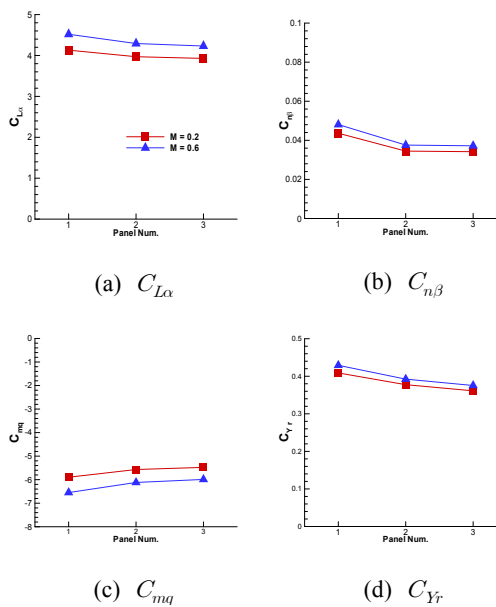 5
4
3
2
1
0
C_Lα
M = 0.2
M = 0.6
1 2 3
Panel Num.
(a) C_Lα
0.1
0.08
0.06
0.04
0.02
0
C_nβ
1 2 3
Panel Num.
(b) C_nβ
0
-1
-2
-3
-4
-5
-6
-7
-8
C_mq
1 2 3
Panel Num.
(c) C_mq
0.5
0.4
0.3
0.2
0.1
0
C_Y r
1 2 3
Panel Num.
(d) C_Yr